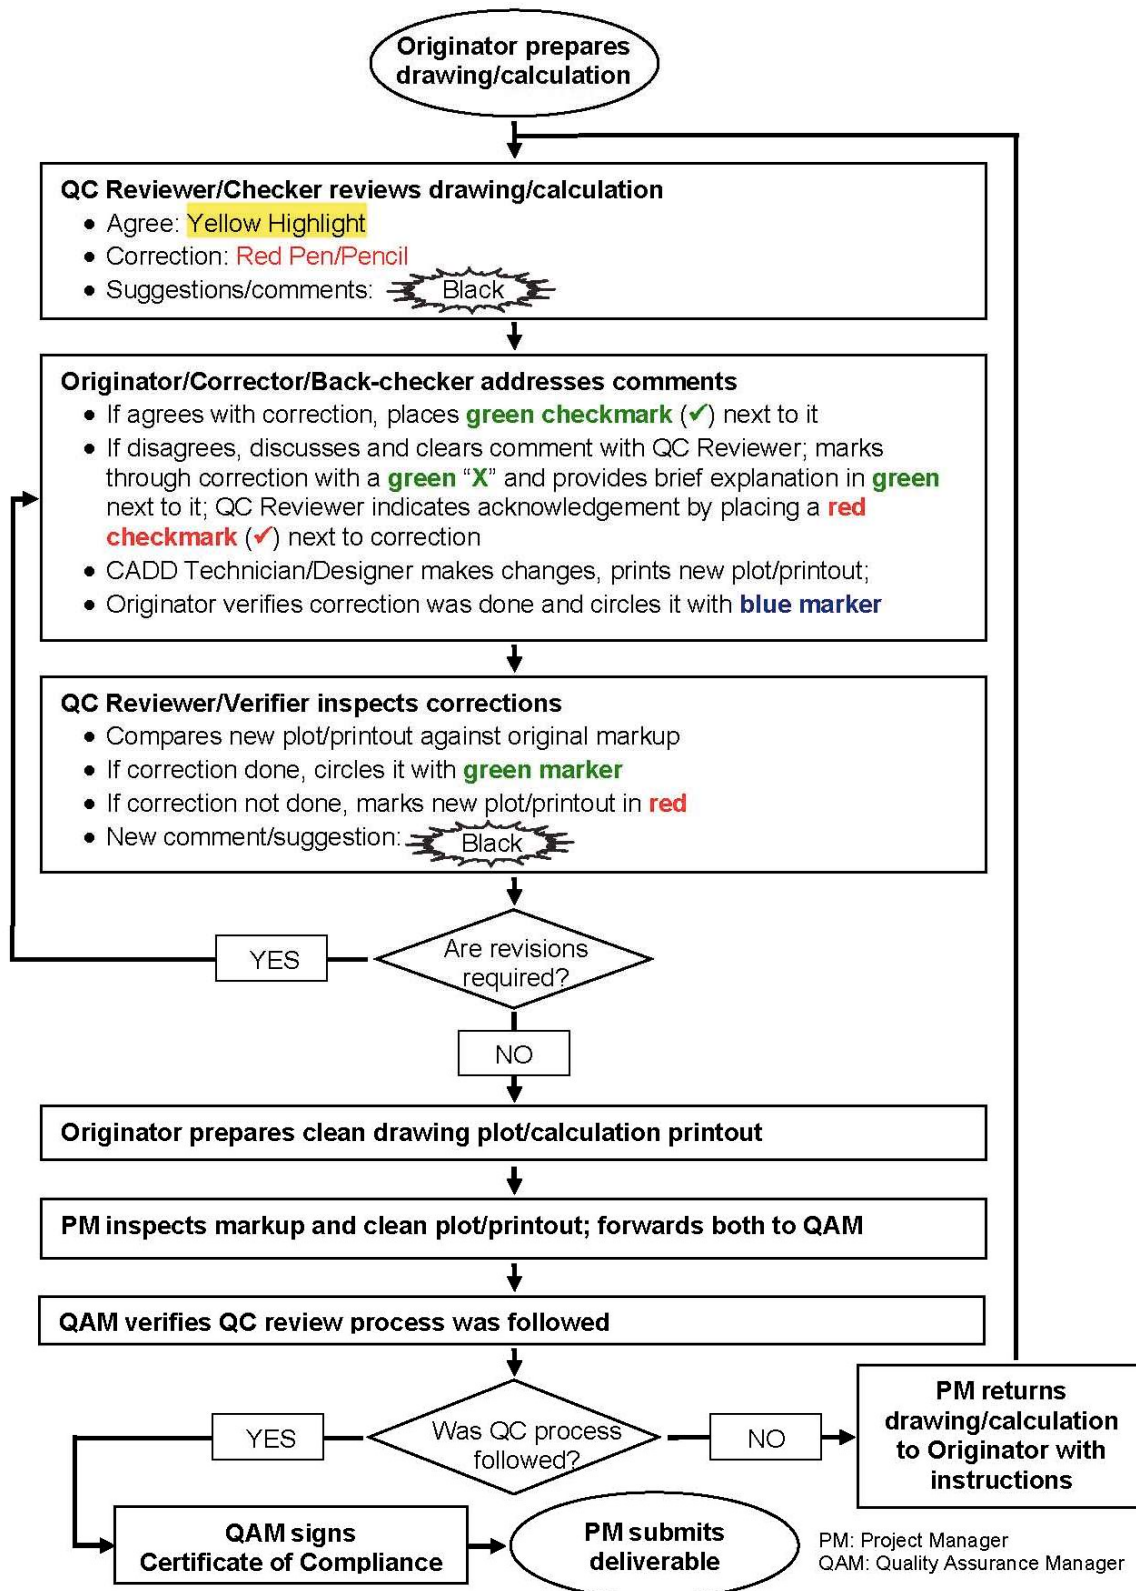 Originator prepares
drawing/calculation
QC Reviewer/Checker reviews drawing/calculation
• Agree: Yellow Highlight
• Correction: Red Pen/Pencil
• Suggestions/comments: Black
Originator/Corrector/Back-checker addresses comments
• If agrees with correction, places green checkmark (✔) next to it
• If disagrees, discusses and clears comment with QC Reviewer; marks
through correction with a green “X” and provides brief explanation in green
next to it; QC Reviewer indicates acknowledgement by placing a red
checkmark (✔) next to correction
• CADD Technician/Designer makes changes, prints new plot/printout;
• Originator verifies correction was done and circles it with blue marker
QC Reviewer/Verifier inspects corrections
• Compares new plot/printout against original markup
• If correction done, circles it with green marker
• If correction not done, marks new plot/printout in red
• New comment/suggestion: Black
Are revisions
required?
YES
NO
Originator prepares clean drawing plot/calculation printout
PM inspects markup and clean plot/printout; forwards both to QAM
QAM verifies QC review process was followed
Was QC process
followed?
YES
NO
PM returns
drawing/calculation
to Originator with
instructions
QAM signs
Certificate of Compliance
PM submits
deliverable
PM: Project Manager
QAM: Quality Assurance Manager